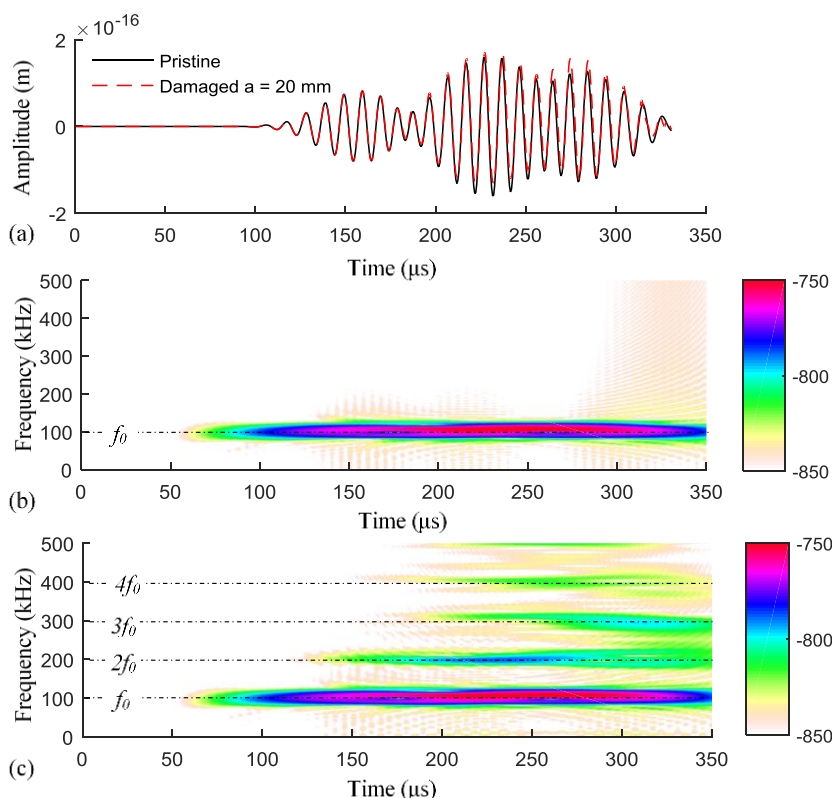 × 10^-16
2
0
-2
Amplitude (m)
Pristine
Damaged a = 20 mm
(a)
0 50 100 150 200 250 300 350
Time (μs)
500
400
300
200
100
0
Frequency (kHz)
f0
-750
-800
-850
(b)
0 50 100 150 200 250 300 350
Time (μs)
500
400
300
200
100
0
Frequency (kHz)
4f0
3f0
2f0
f0
-750
-800
-850
(c)
0 50 100 150 200 250 300 350
Time (μs)